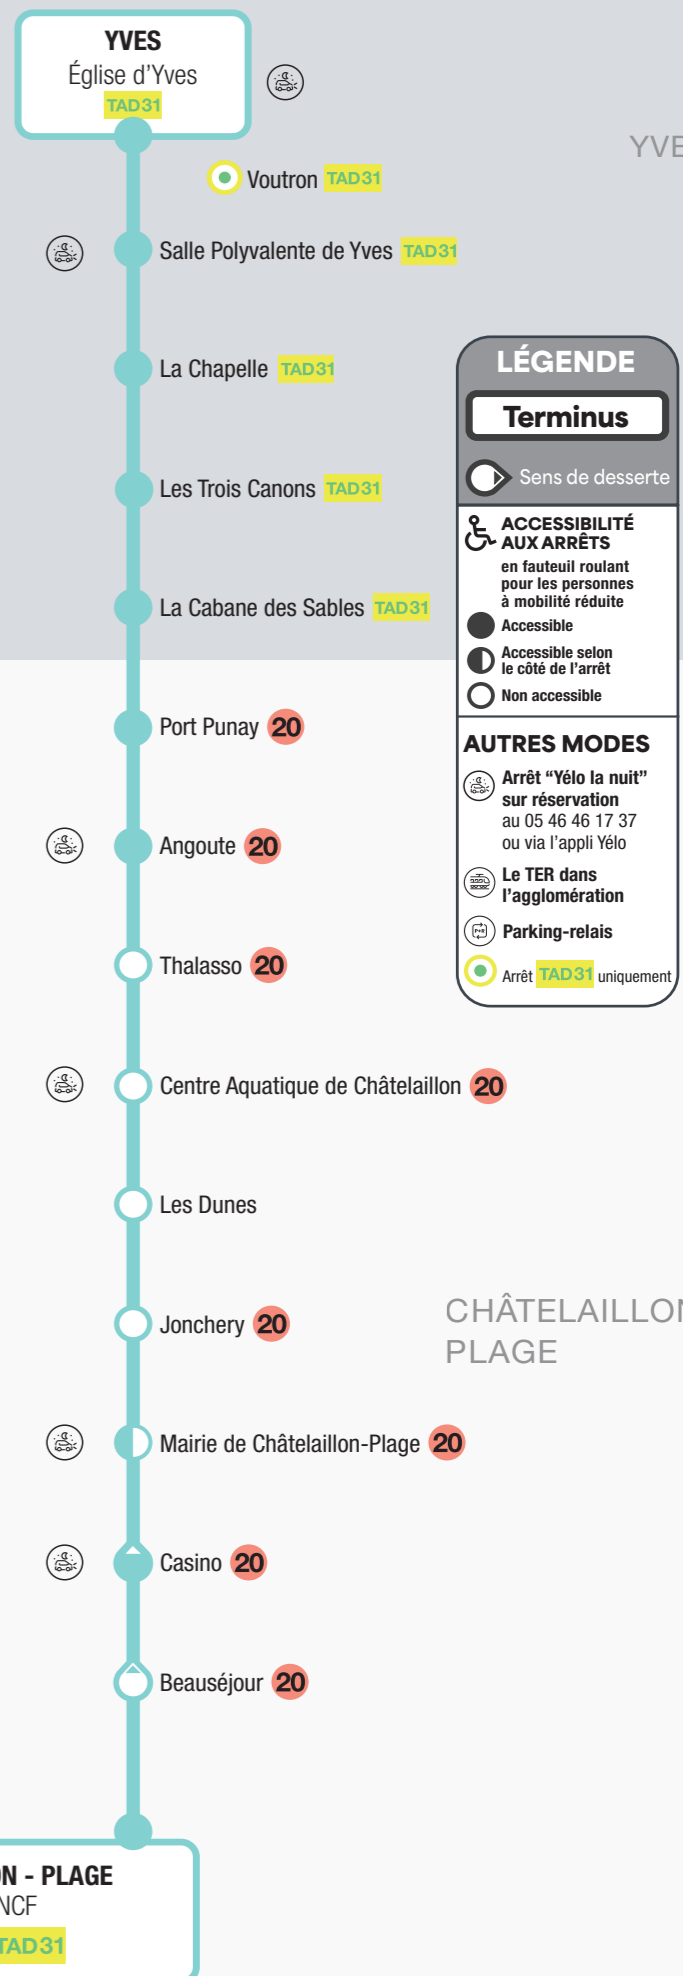 YVES
Église d'Yves
TAD31
YVE
Voutron TAD31
Salle Polyvalente de Yves TAD31
La Chapelle TAD31
Les Trois Canons TAD31
La Cabane des Sables TAD31
LÉGENDE
Terminus
Sens de desserte
ACCESSIBILITÉ
AUX ARRÊTS
en fauteuil roulant
pour les personnes
à mobilité réduite
Accessible
Accessible selon
le côté de l'arrêt
Non accessible
AUTRES MODES
Arrêt "Yélo la nuit"
sur réservation
au 05 46 46 17 37
ou via l'appli Yélo
Le TER dans
l'agglomération
P+R Parking-relais
Arrêt TAD31 uniquement
Port Punay 20
Angoute 20
Thalasso 20
Centre Aquatique de Châtelaillon 20
Les Dunes
Jonchery 20
CHÂTELAILLON
PLAGE
Mairie de Châtelaillon-Plage 20
Casino 20
Beauséjour 20
ON - PLAGE
NCF
TAD31